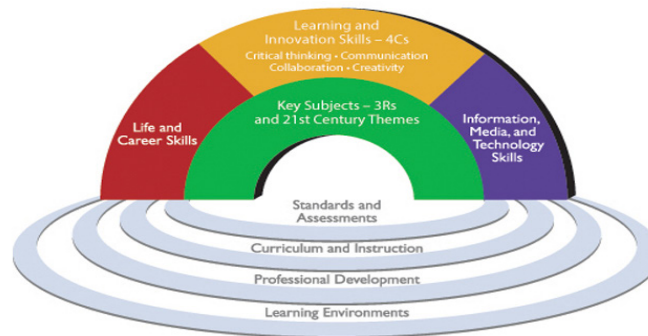 Learning and
Innovation Skills – 4Cs
Critical thinking • Communication
Collaboration • Creativity
Key Subjects – 3Rs
and 21st Century Themes
Life and
Career Skills
Information,
Media, and
Technology
Skills
Standards and
Assessments
Curriculum and Instruction
Professional Development
Learning Environments